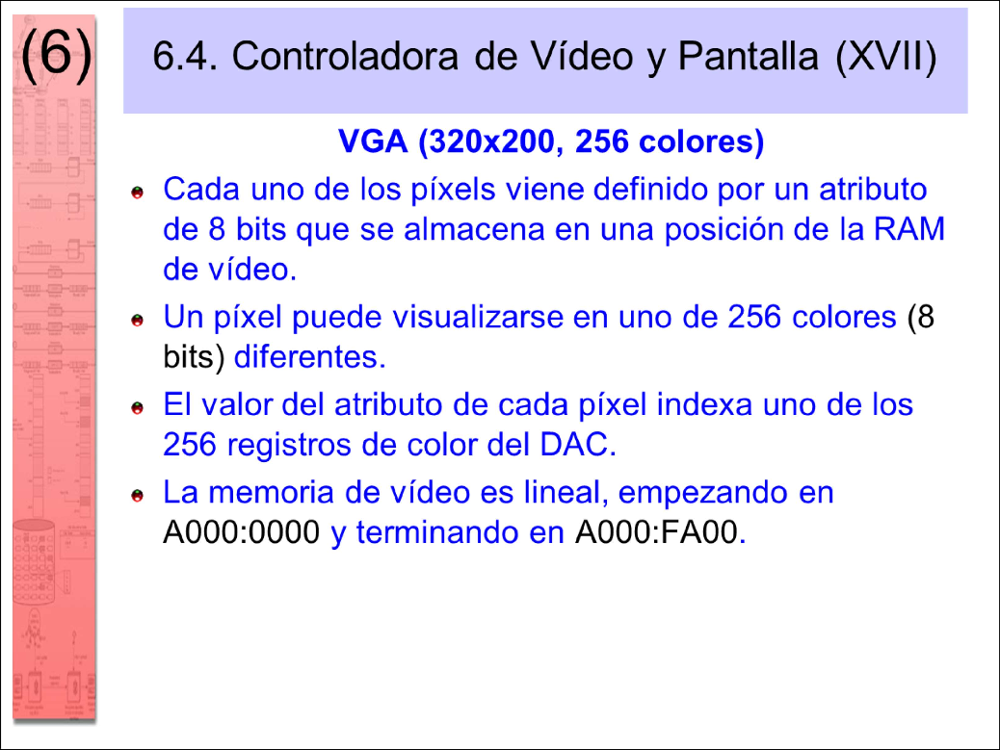 (6)
6.4. Controladora de Vídeo y Pantalla (XVII)
VGA (320x200, 256 colores)
Cada uno de los píxels viene definido por un atributo
de 8 bits que se almacena en una posición de la RAM
de vídeo.
Un píxel puede visualizarse en uno de 256 colores (8
bits) diferentes.
El valor del atributo de cada píxel indexa uno de los
256 registros de color del DAC.
La memoria de vídeo es lineal, empezando en
A000:0000 y terminando en A000:FA00.